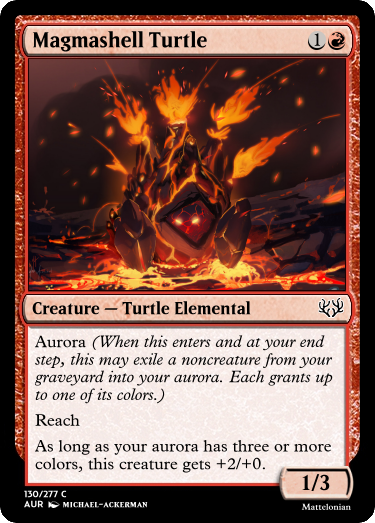 Magmashell Turtle 1
Creature — Turtle Elemental
Aurora (When this enters and at your end
step, this may exile a noncreature from your
graveyard into your aurora. Each grants up
to one of its colors.)
Reach
As long as your aurora has three or more
colors, this creature gets +2/+0.
1/3
130/277 C
AUR MICHAEL-ACKERMAN
Mattelonian